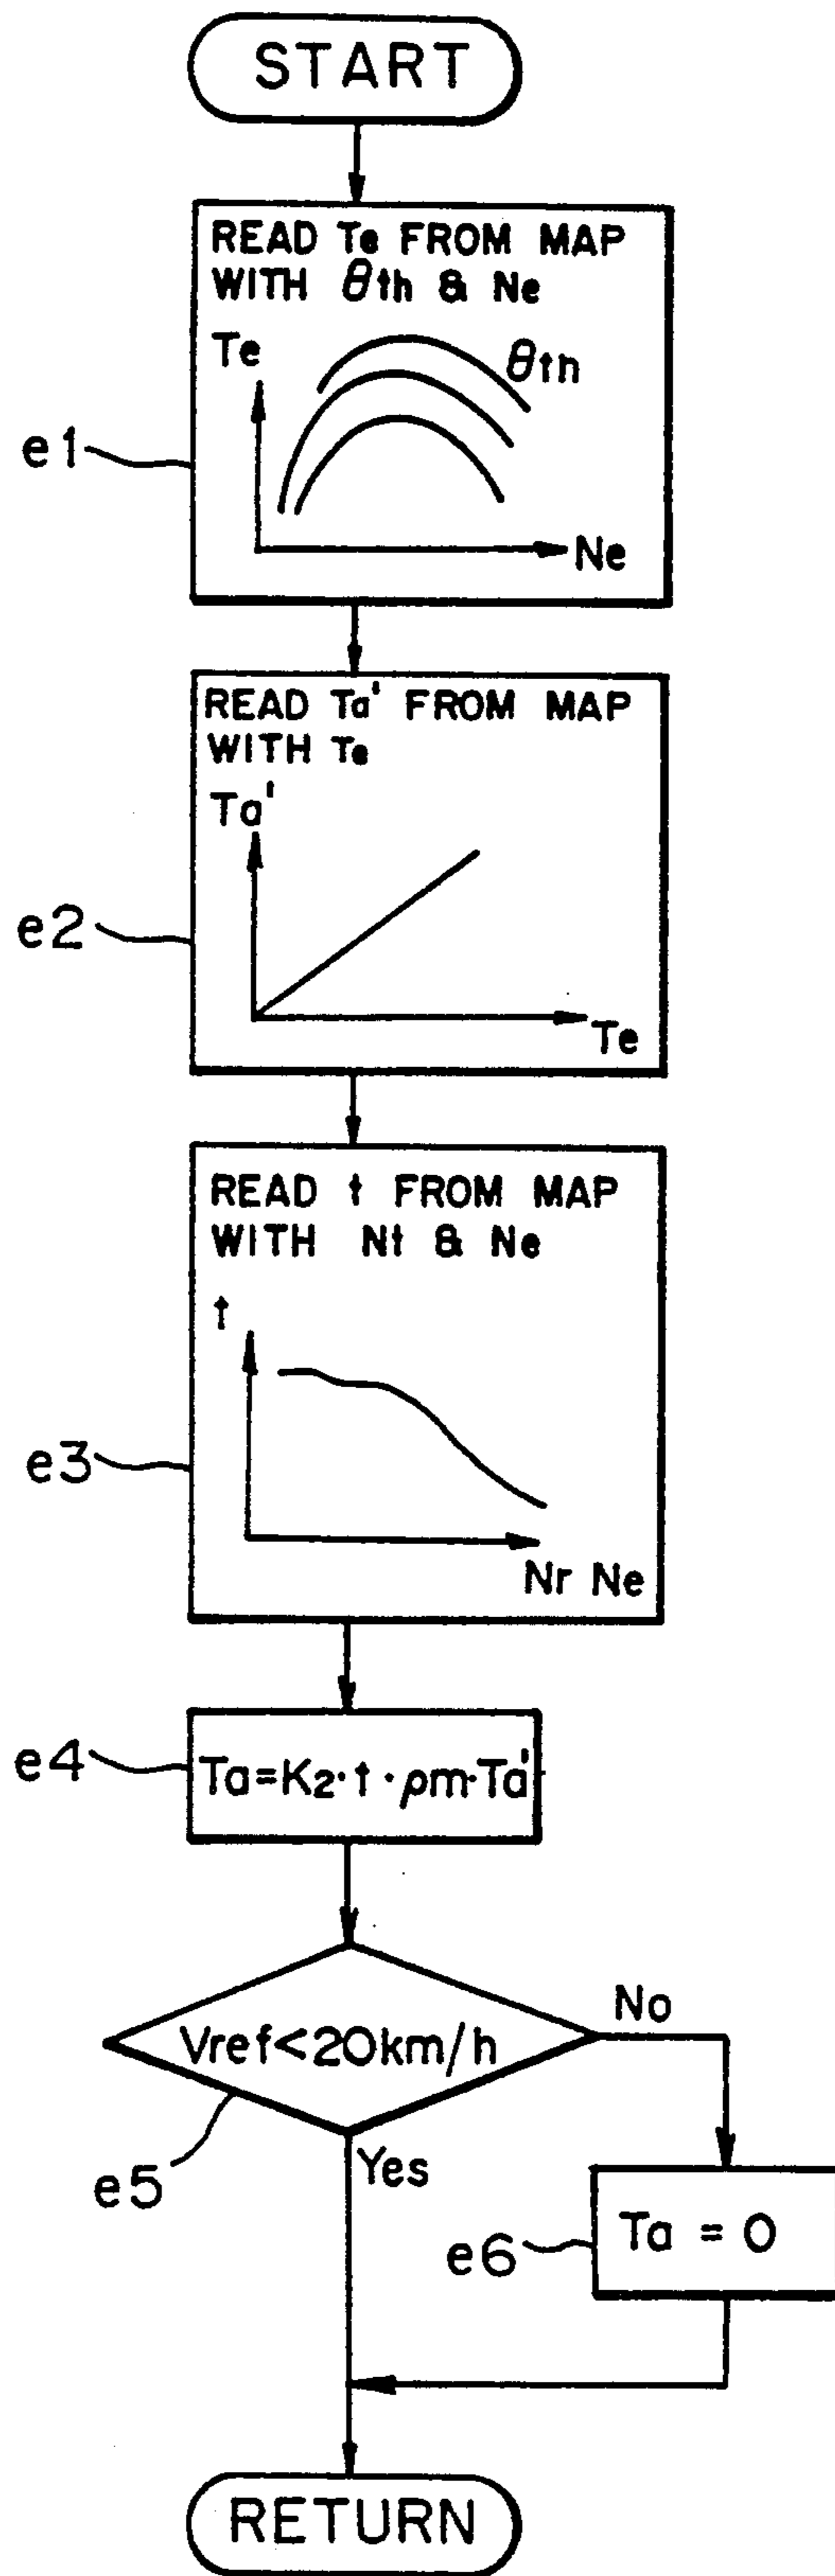 START
READ Te FROM MAP
WITH θth & Ne
Te
θth
e1
Ne
READ Ta' FROM MAP
WITH Te
Ta'
e2
Te
READ t FROM MAP
WITH Nt & Ne
t
e3
Nr Ne
e4
Ta=K2·t·ρm·Ta'
No
Vref<20km/h
e5
Yes
e6
Ta = 0
RETURN